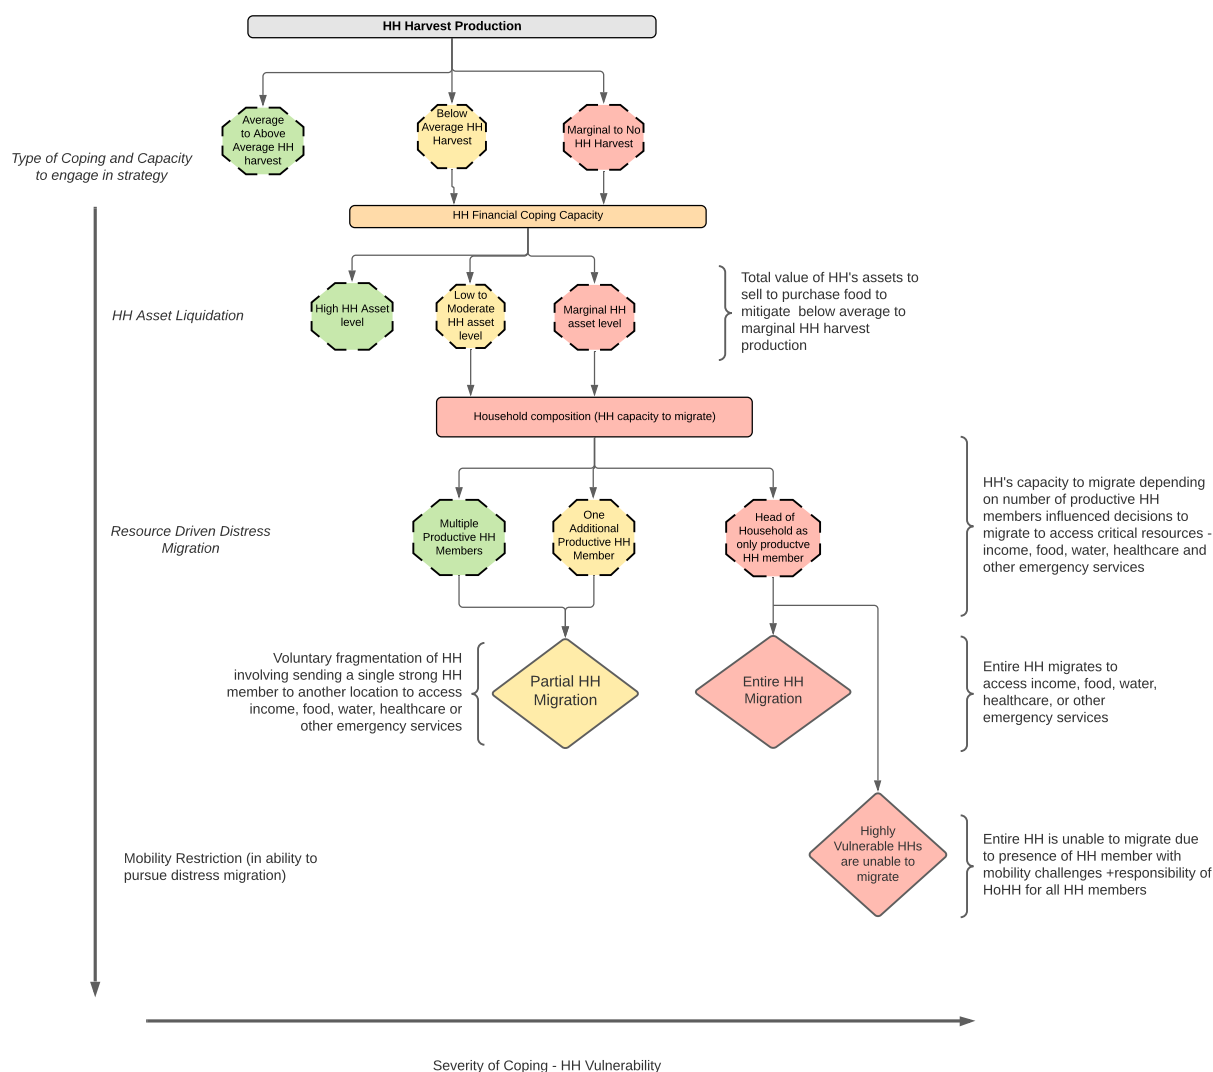 HH Harvest Production
Average
to Above
Average HH
harvest
Below
Average HH
Harvest
Marginal to No
HH Harvest
Type of Coping and Capacity
to engage in strategy
HH Financial Coping Capacity
HH Asset Liquidation
High HH Asset
level
Low to
Moderate
HH asset
level
Marginal HH
asset level
Total value of HH's assets to
sell to purchase food to
mitigate  below average to
marginal HH harvest
production
Household composition (HH capacity to migrate)
Resource Driven Distress
Migration
Multiple
Productive HH
Members
One
Additional
Productive HH
Member
Head of
Household as
only productve
HH member
HH's capacity to migrate depending
on number of productive HH
members influenced decisions to
migrate to access critical resources -
income, food, water, healthcare and
other emergency services
Voluntary fragmentation of HH
involving sending a single strong HH
member to another location to access
income, food, water, healthcare or
other emergency services
Partial HH
Migration
Entire HH
Migration
Entire HH migrates to
access income, food, water,
healthcare, or other
emergency services
Mobility Restriction (in ability to
pursue distress migration)
Highly
Vulnerable HHs
are unable to
migrate
Entire HH is unable to migrate due
to presence of HH member with
mobility challenges +responsibility of
HoHH for all HH members
Severity of Coping - HH Vulnerability